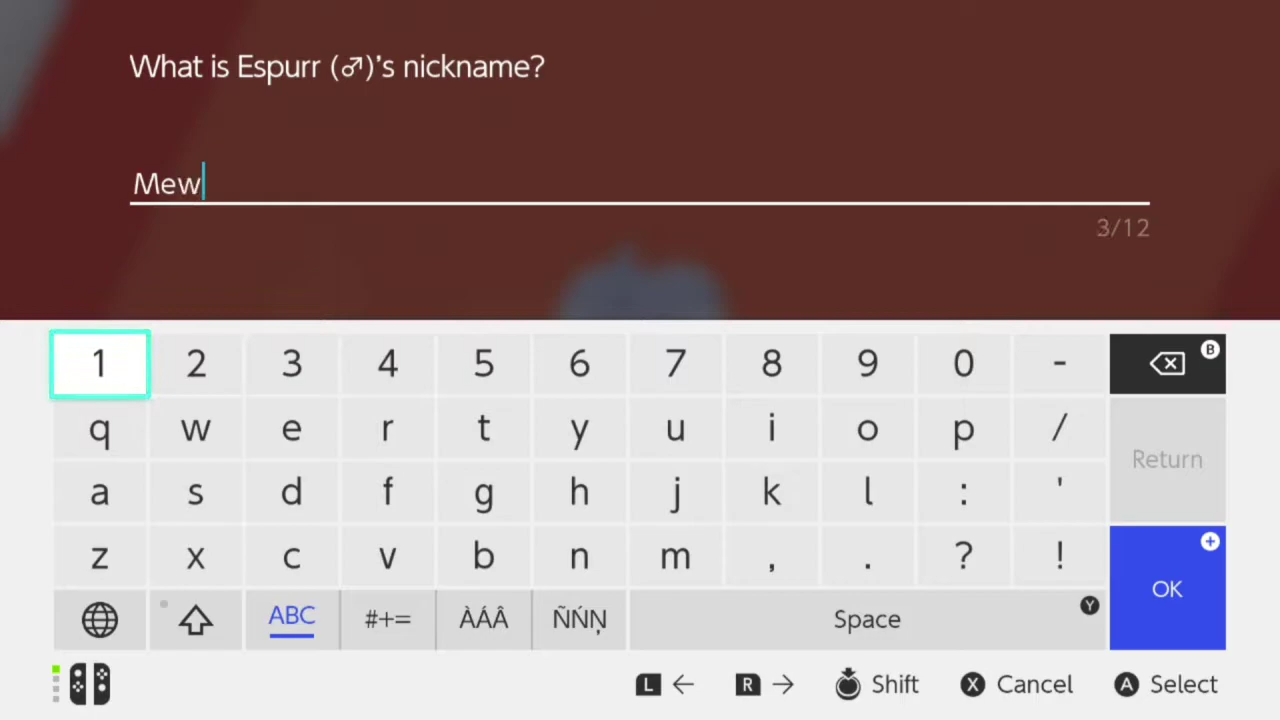 What is Espurr (♂)'s nickname?
Mew
3/12
1 2 3 4 5 6 7 8 9 0 - B
q w e r t y u i o p / Return
a s d f g h j k l : '
z x c v b n m , . ? ! + OK
ABC #+= ÀÁÂ ÑŃŅ Space Y
L ← R → Shift X Cancel A Select